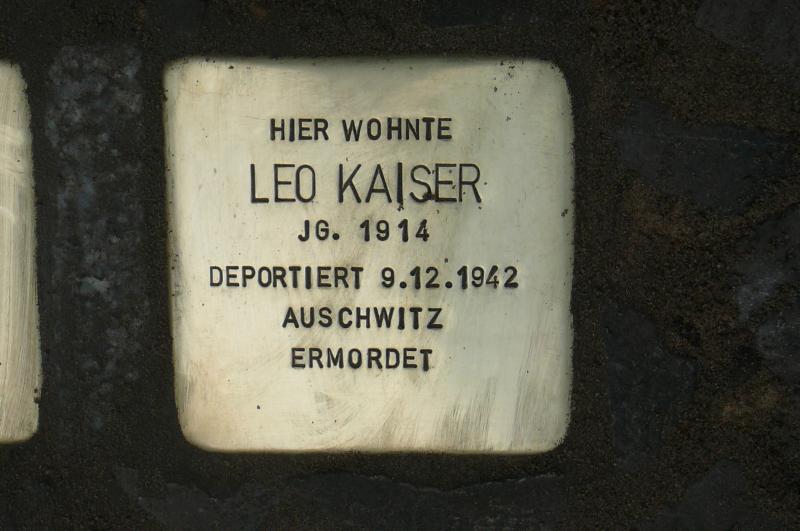 HIER WOHNTE
LEO KAISER
JG. 1914
DEPORTIERT 9.12.1942
AUSCHWITZ
ERMORDET